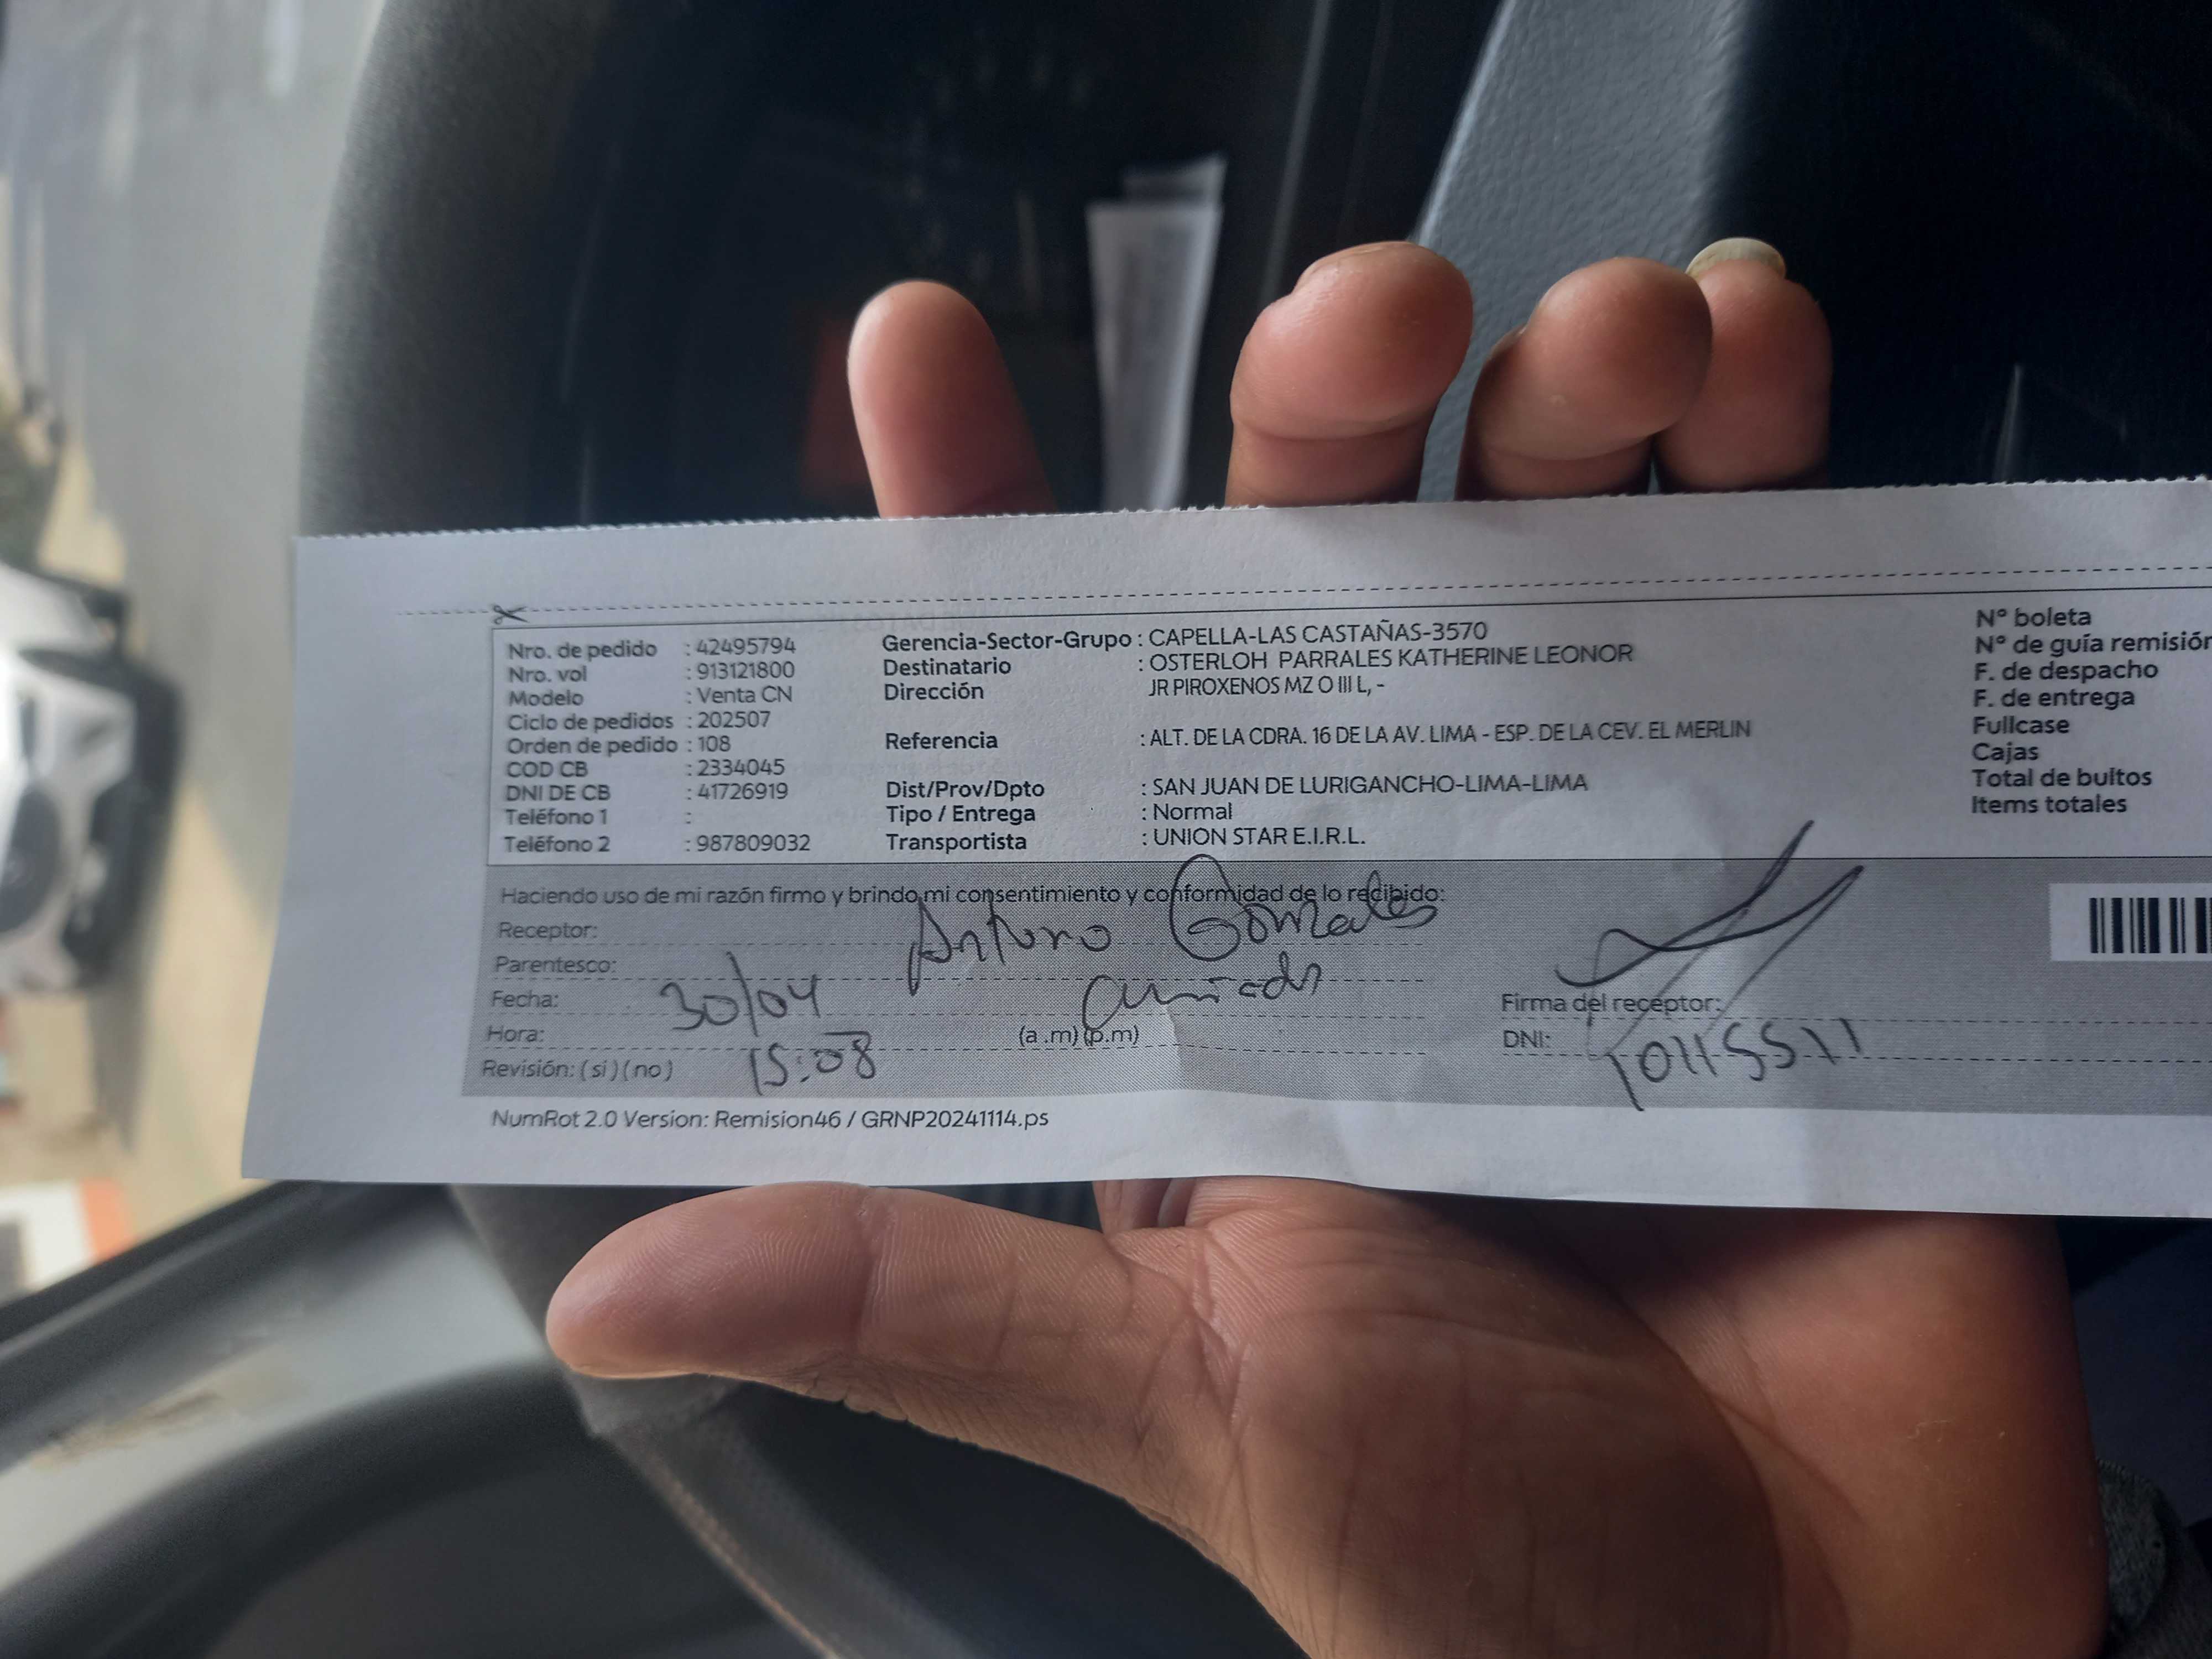 Nro. de pedido : 42495794
Nro. vol : 913121800
Modelo : Venta CN
Ciclo de pedidos : 202507
Orden de pedido : 108
COD CB : 2334045
DNI DE CB : 41726919
Teléfono 1 :
Teléfono 2 : 987809032
Gerencia-Sector-Grupo : CAPELLA-LAS CASTAÑAS-3570
Destinatario : OSTERLOH PARRALES KATHERINE LEONOR
Dirección JR PIROXENOS MZ O III L, -
Referencia : ALT. DE LA CDRA. 16 DE LA AV. LIMA - ESP. DE LA CEV. EL MERLIN
Dist/Prov/Dpto : SAN JUAN DE LURIGANCHO-LIMA-LIMA
Tipo / Entrega : Normal
Transportista : UNION STAR E.I.R.L.
N° boleta
N° de guía remisión
F. de despacho
F. de entrega
Fullcase
Cajas
Total de bultos
Items totales
Haciendo uso de mi razón firmo y brindo mi consentimiento y conformidad de lo recibido:
Receptor: Arturo Gonzales
Parentesco:
Fecha: 30/04
Hora: 15:08 (a .m) (p.m)
Revisión: ( si ) ( no )
Firma del receptor:
DNI: 10115511
NumRot 2.0 Version: Remision46 / GRNP20241114.ps